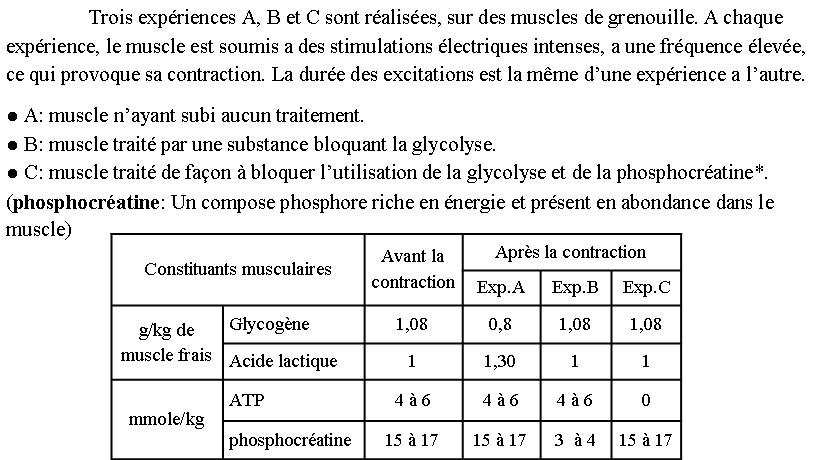 Trois expériences A, B et C sont réalisées, sur des muscles de grenouille. A chaque
expérience, le muscle est soumis a des stimulations électriques intenses, a une fréquence élevée,
ce qui provoque sa contraction. La durée des excitations est la même d’une expérience a l’autre.
● A: muscle n’ayant subi aucun traitement.
● B: muscle traité par une substance bloquant la glycolyse.
● C: muscle traité de façon à bloquer l’utilisation de la glycolyse et de la phosphocréatine*.
(phosphocréatine: Un compose phosphore riche en énergie et présent en abondance dans le
muscle)
Constituants musculaires Avant la contraction Après la contraction
Exp.A Exp.B Exp.C
g/kg de muscle frais Glycogène 1,08 0,8 1,08 1,08
Acide lactique 1 1,30 1 1
mmole/kg ATP 4 à 6 4 à 6 4 à 6 0
phosphocréatine 15 à 17 15 à 17 3 à 4 15 à 17